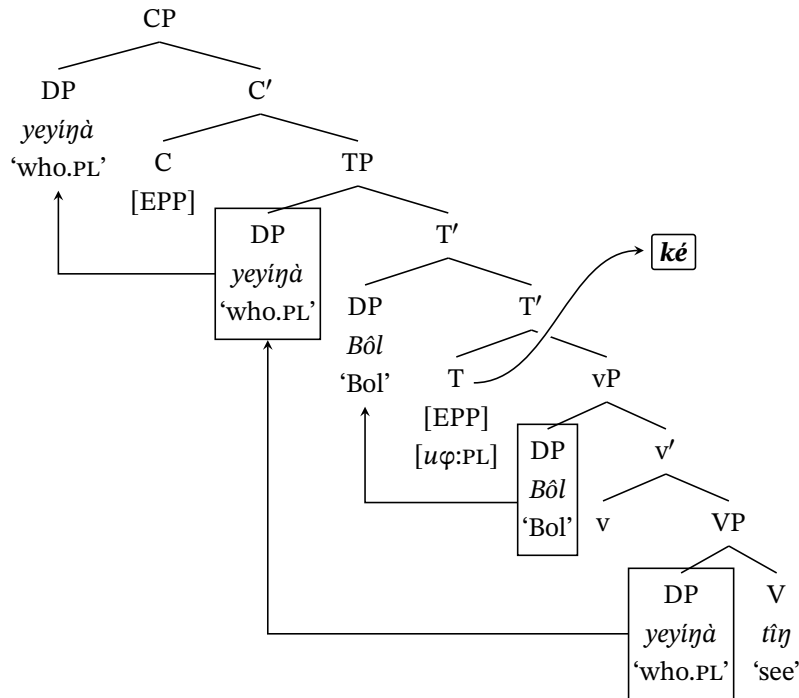 CP
DP C′
yeyíŋà
‘who.PL’
C TP
[EPP]
DP T′
yeyíŋà
‘who.PL’
ké
DP T′
Bôl
‘Bol’
T vP
[EPP]
[uφ:PL]
DP v′
Bôl
‘Bol’
v VP
DP V
yeyíŋà tîŋ
‘who.PL’ ‘see’